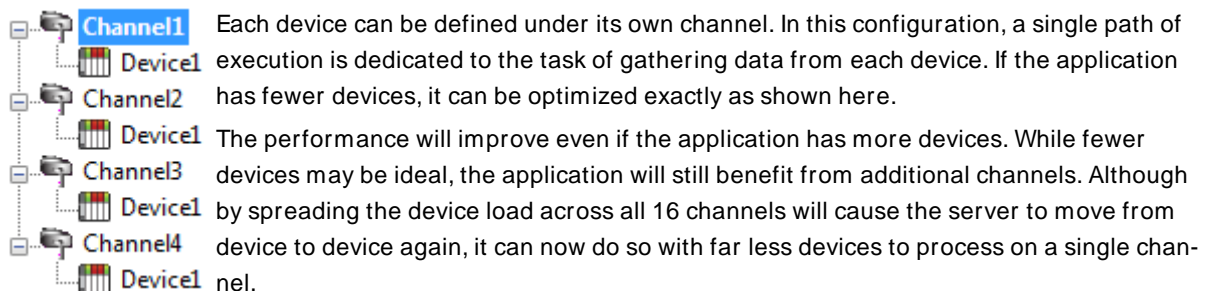 Channel1
Device1
Channel2
Device1
Channel3
Device1
Channel4
Device1
Each device can be defined under its own channel. In this configuration, a single path of
execution is dedicated to the task of gathering data from each device. If the application
has fewer devices, it can be optimized exactly as shown here.
The performance will improve even if the application has more devices. While fewer
devices may be ideal, the application will still benefit from additional channels. Although
by spreading the device load across all 16 channels will cause the server to move from
device to device again, it can now do so with far less devices to process on a single chan-
nel.